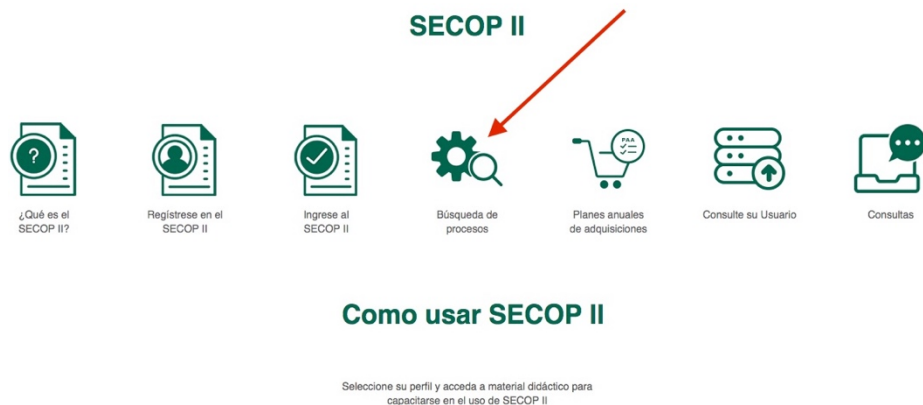 SECOP II
?
¿Qué es el
SECOP II?
Regístrese en el
SECOP II
Ingrese al
SECOP II
Búsqueda de
procesos
PAA
Planes anuales
de adquisiciones
Consulte su Usuario
Consultas
Como usar SECOP II
Seleccione su perfil y acceda a material didáctico para
capacitarse en el uso de SECOP II